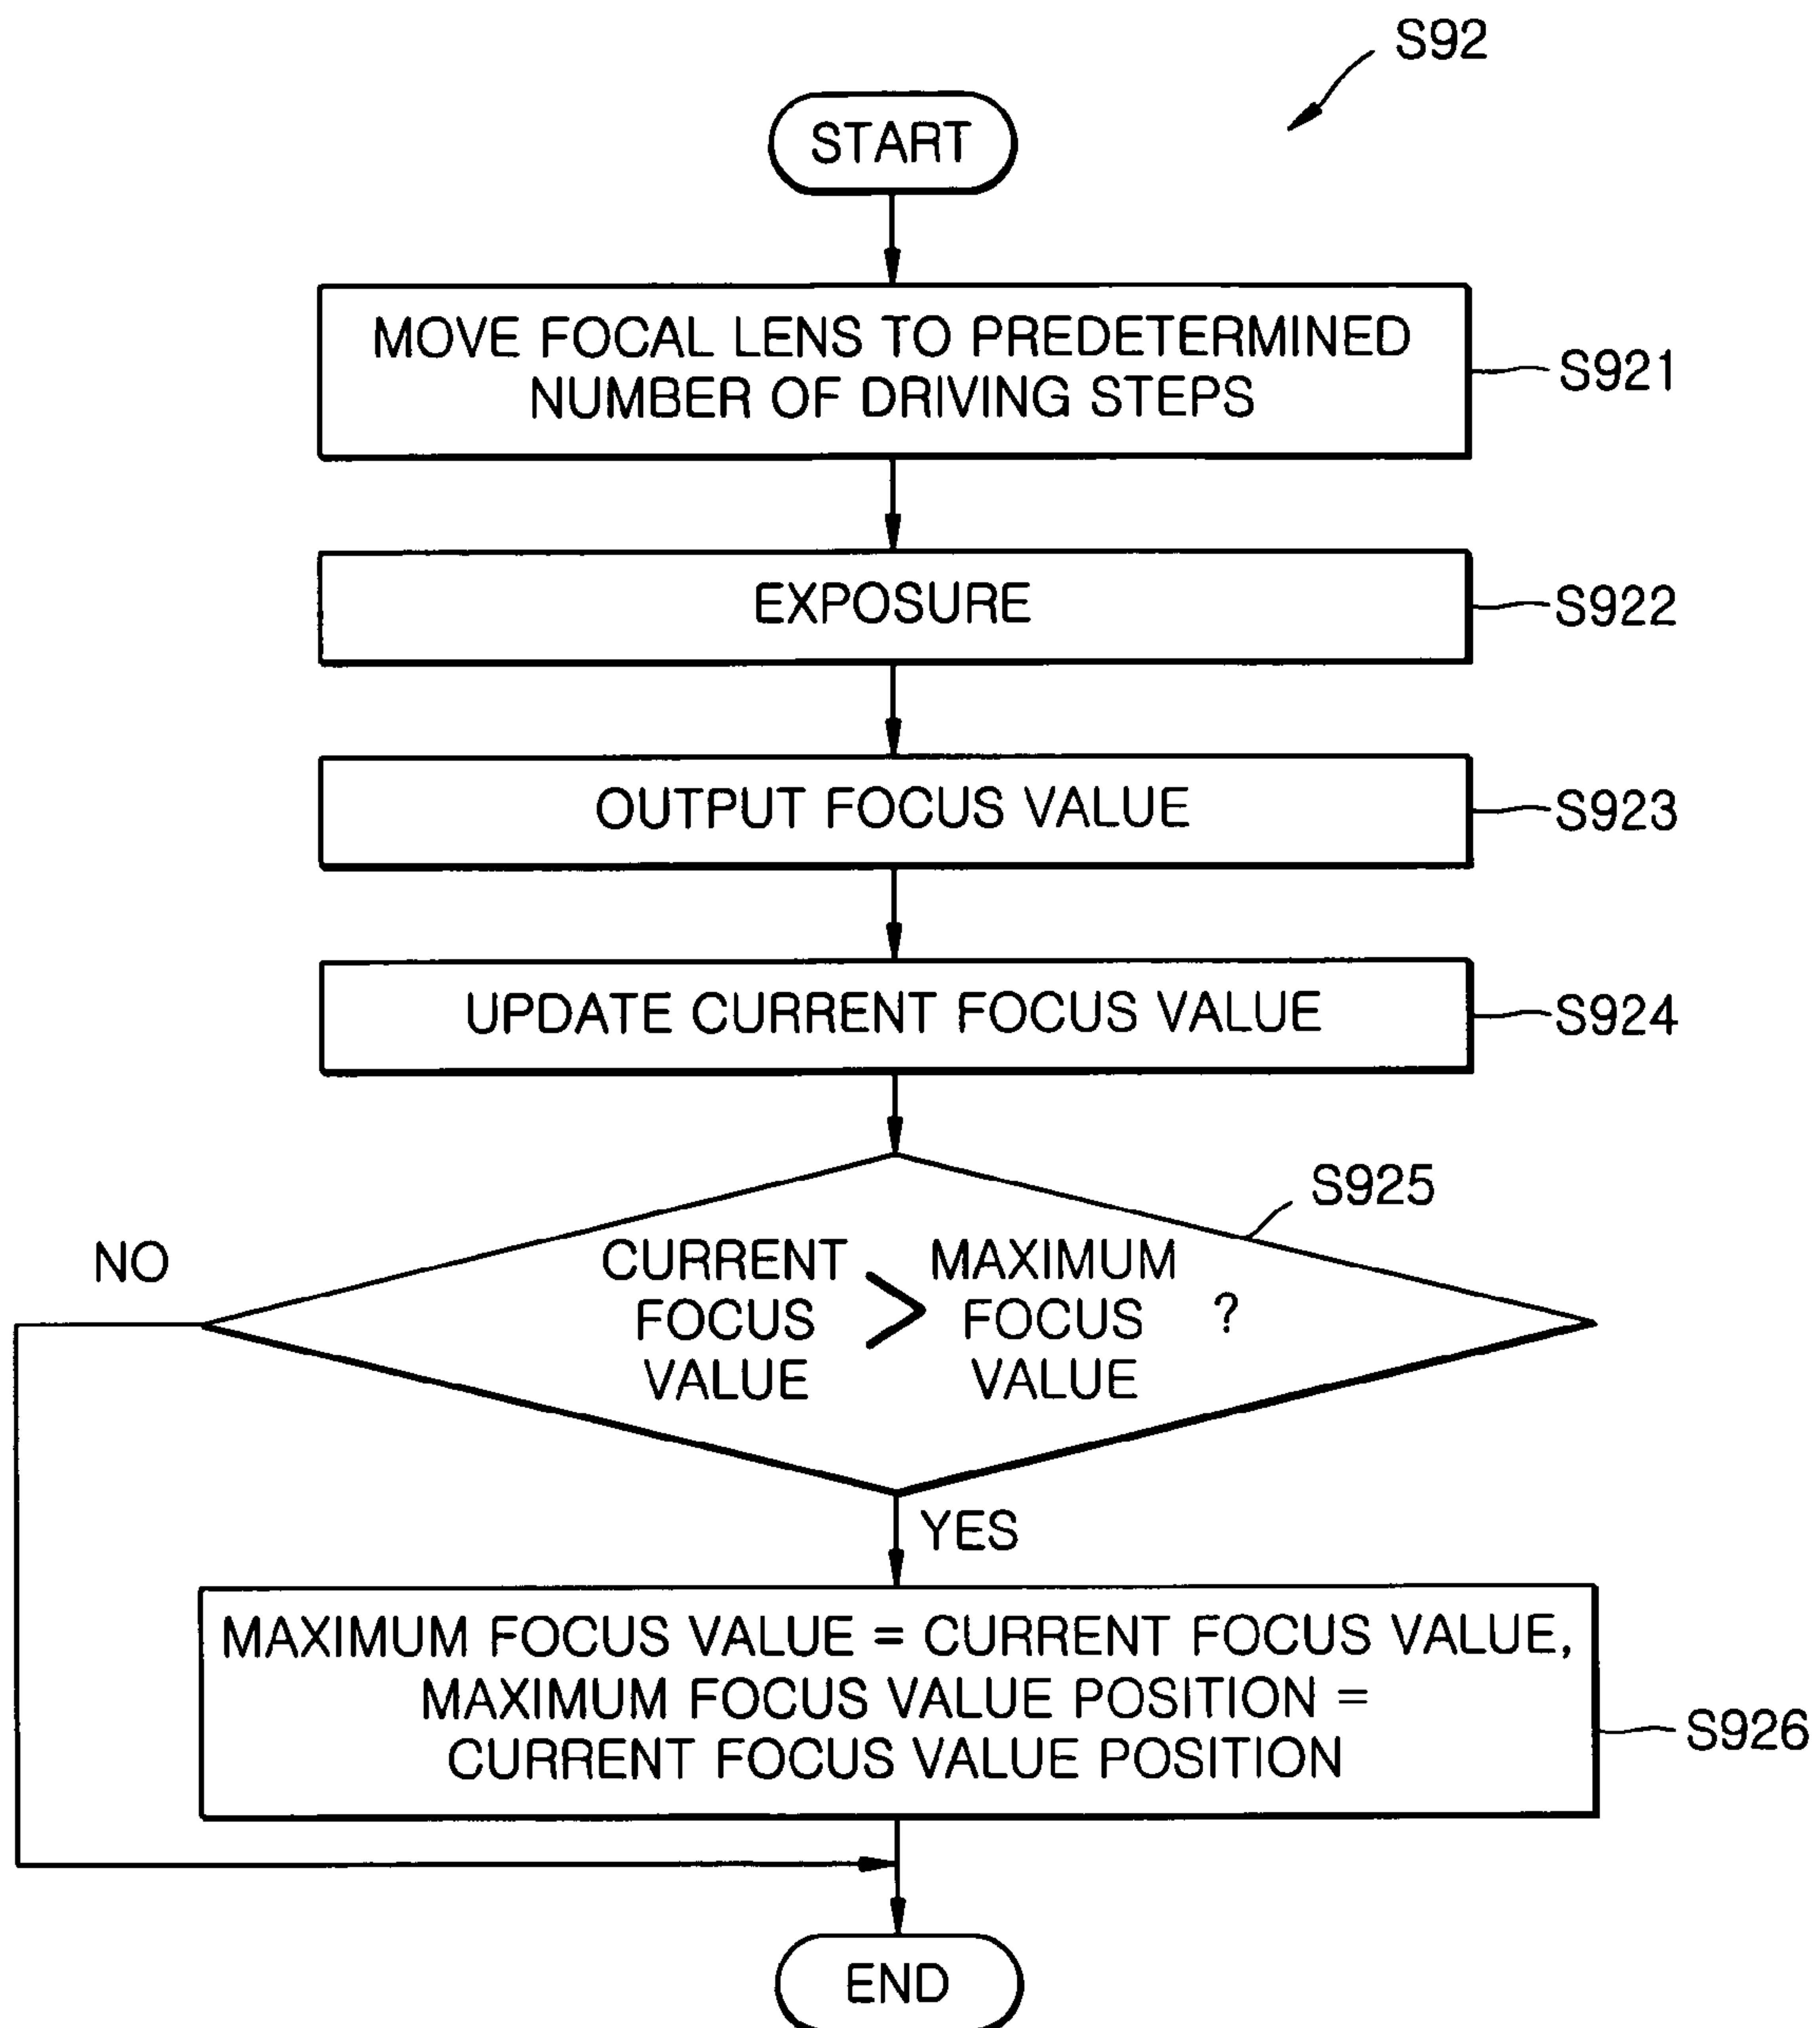 S92
START
MOVE FOCAL LENS TO PREDETERMINED
NUMBER OF DRIVING STEPS
S921
EXPOSURE
S922
OUTPUT FOCUS VALUE
S923
UPDATE CURRENT FOCUS VALUE
S924
S925
NO
CURRENT
FOCUS
VALUE
>
MAXIMUM
FOCUS
VALUE
?
YES
MAXIMUM FOCUS VALUE = CURRENT FOCUS VALUE,
MAXIMUM FOCUS VALUE POSITION =
CURRENT FOCUS VALUE POSITION
S926
END